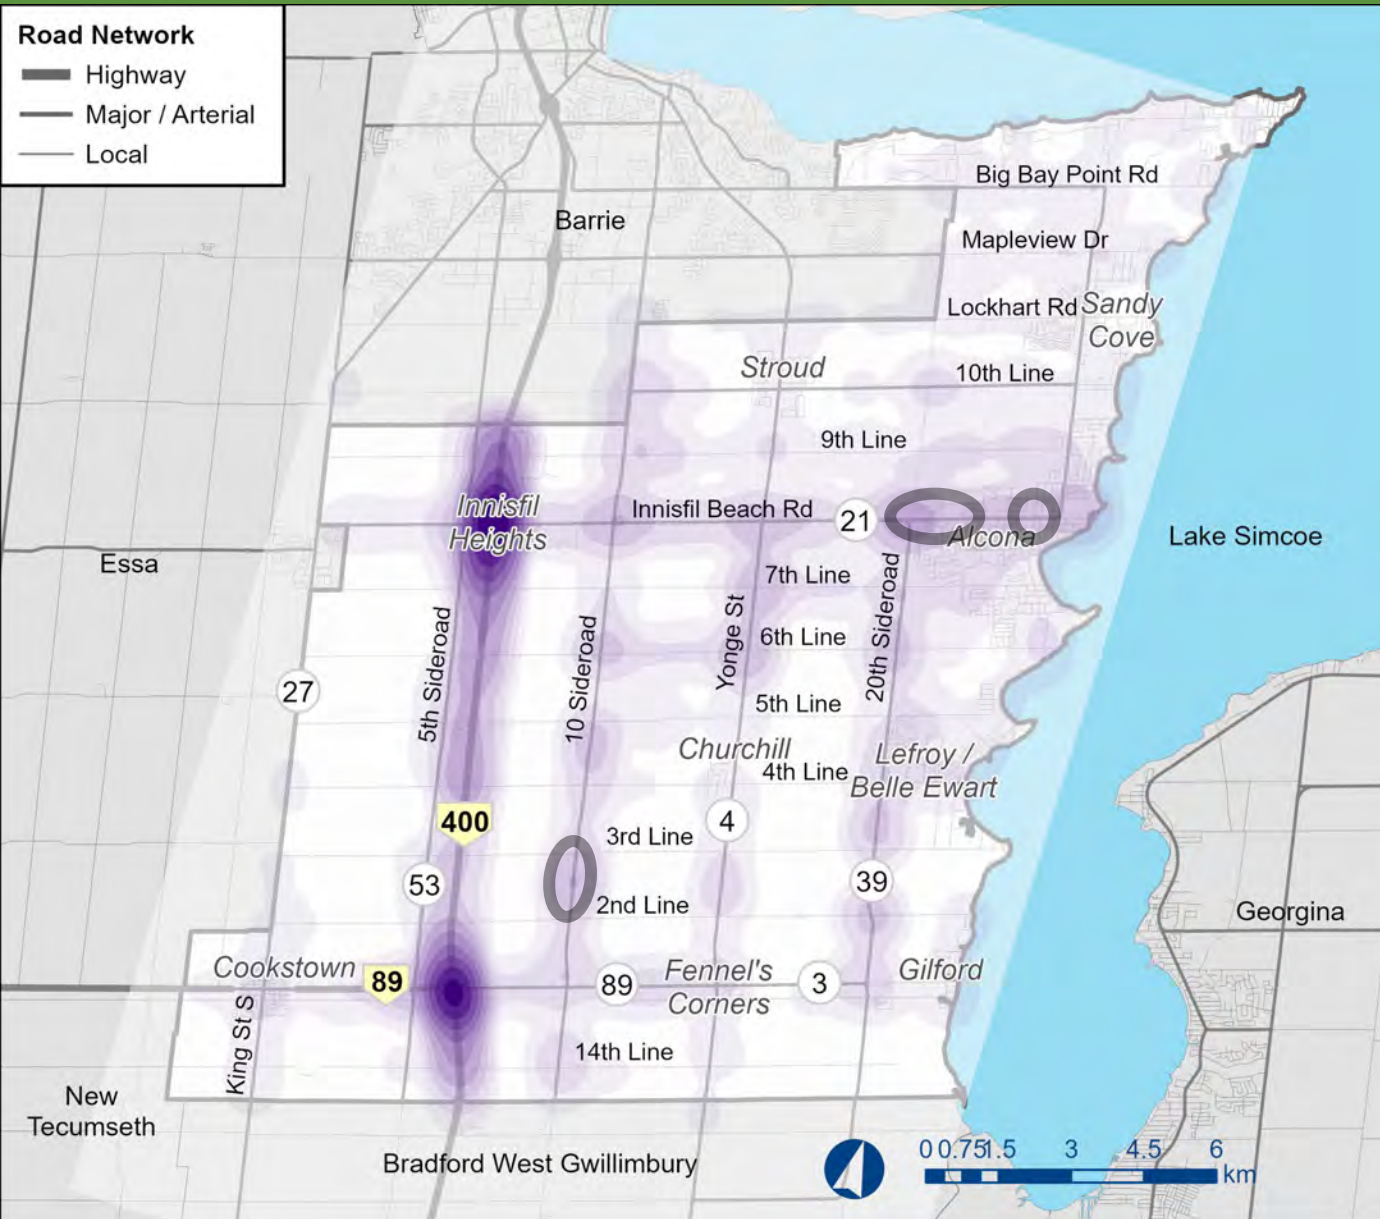 Road Network
Highway
Major / Arterial
Local
Big Bay Point Rd
Barrie
Mapleview Dr
Lockhart Rd
Sandy
Cove
Stroud
10th Line
9th Line
Innisfil
Heights
Innisfil Beach Rd
21
Alcona
Lake Simcoe
Essa
7th Line
5th Sideroad
10 Sideroad
Yonge St
6th Line
20th Sideroad
27
5th Line
Churchill
4th Line
Lefroy /
Belle Ewart
400
3rd Line
4
53
39
2nd Line
Georgina
Cookstown
89
89
Fennel's
Corners
3
Gilford
King St S
14th Line
New
Tecumseth
Bradford West Gwillimbury
0 0.75 1.5 3 4.5 6
km